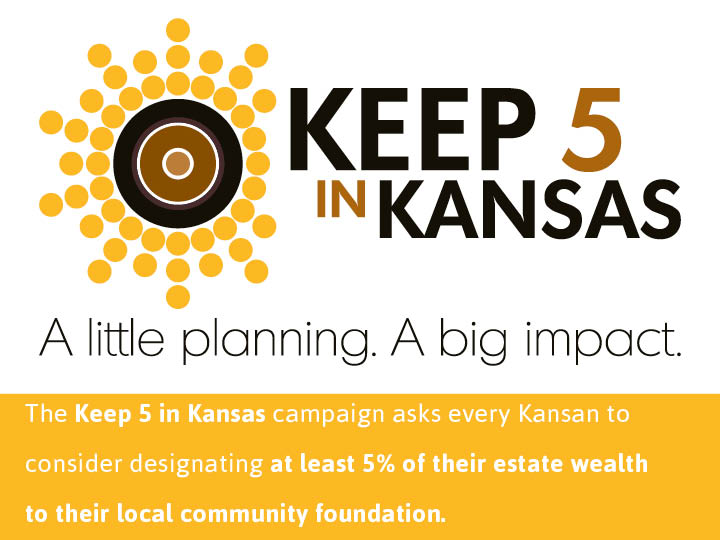 KEEP 5
IN KANSAS
A little planning. A big impact.
The Keep 5 in Kansas campaign asks every Kansan to
consider designating at least 5% of their estate wealth
to their local community foundation.